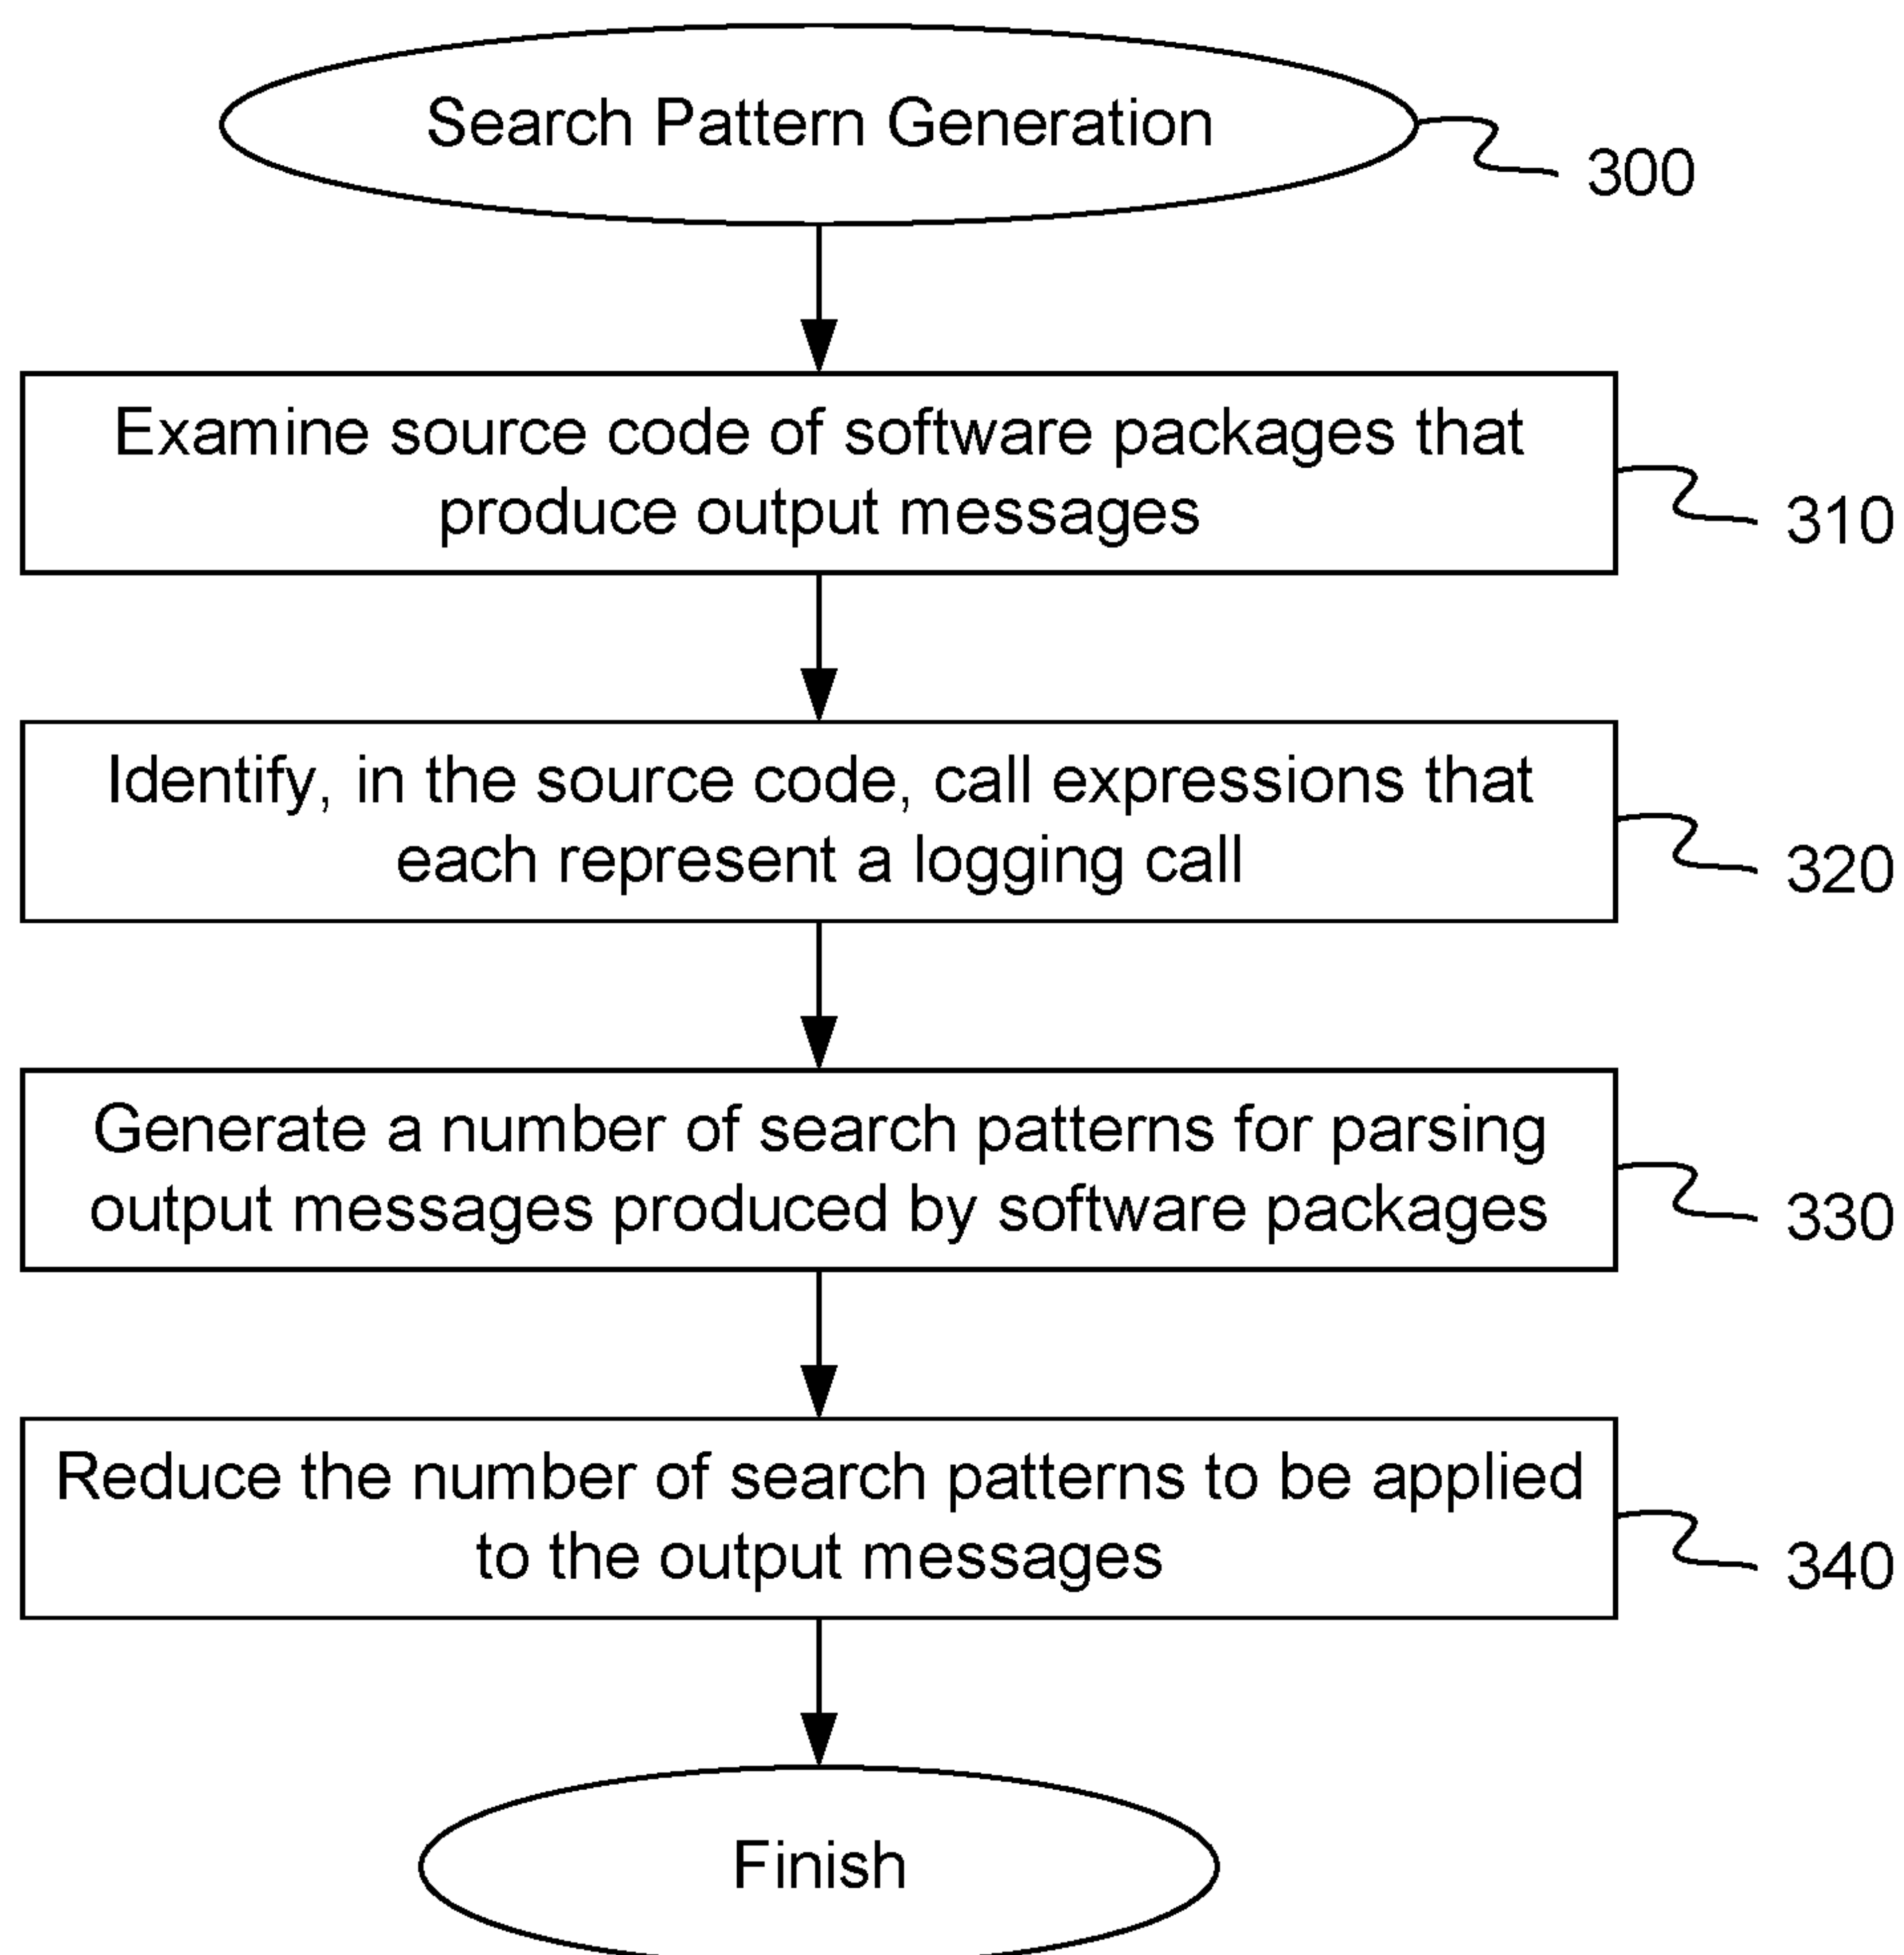 Search Pattern Generation
300
Examine source code of software packages that
produce output messages
310
Identify, in the source code, call expressions that
each represent a logging call
320
Generate a number of search patterns for parsing
output messages produced by software packages
330
Reduce the number of search patterns to be applied
to the output messages
340
Finish